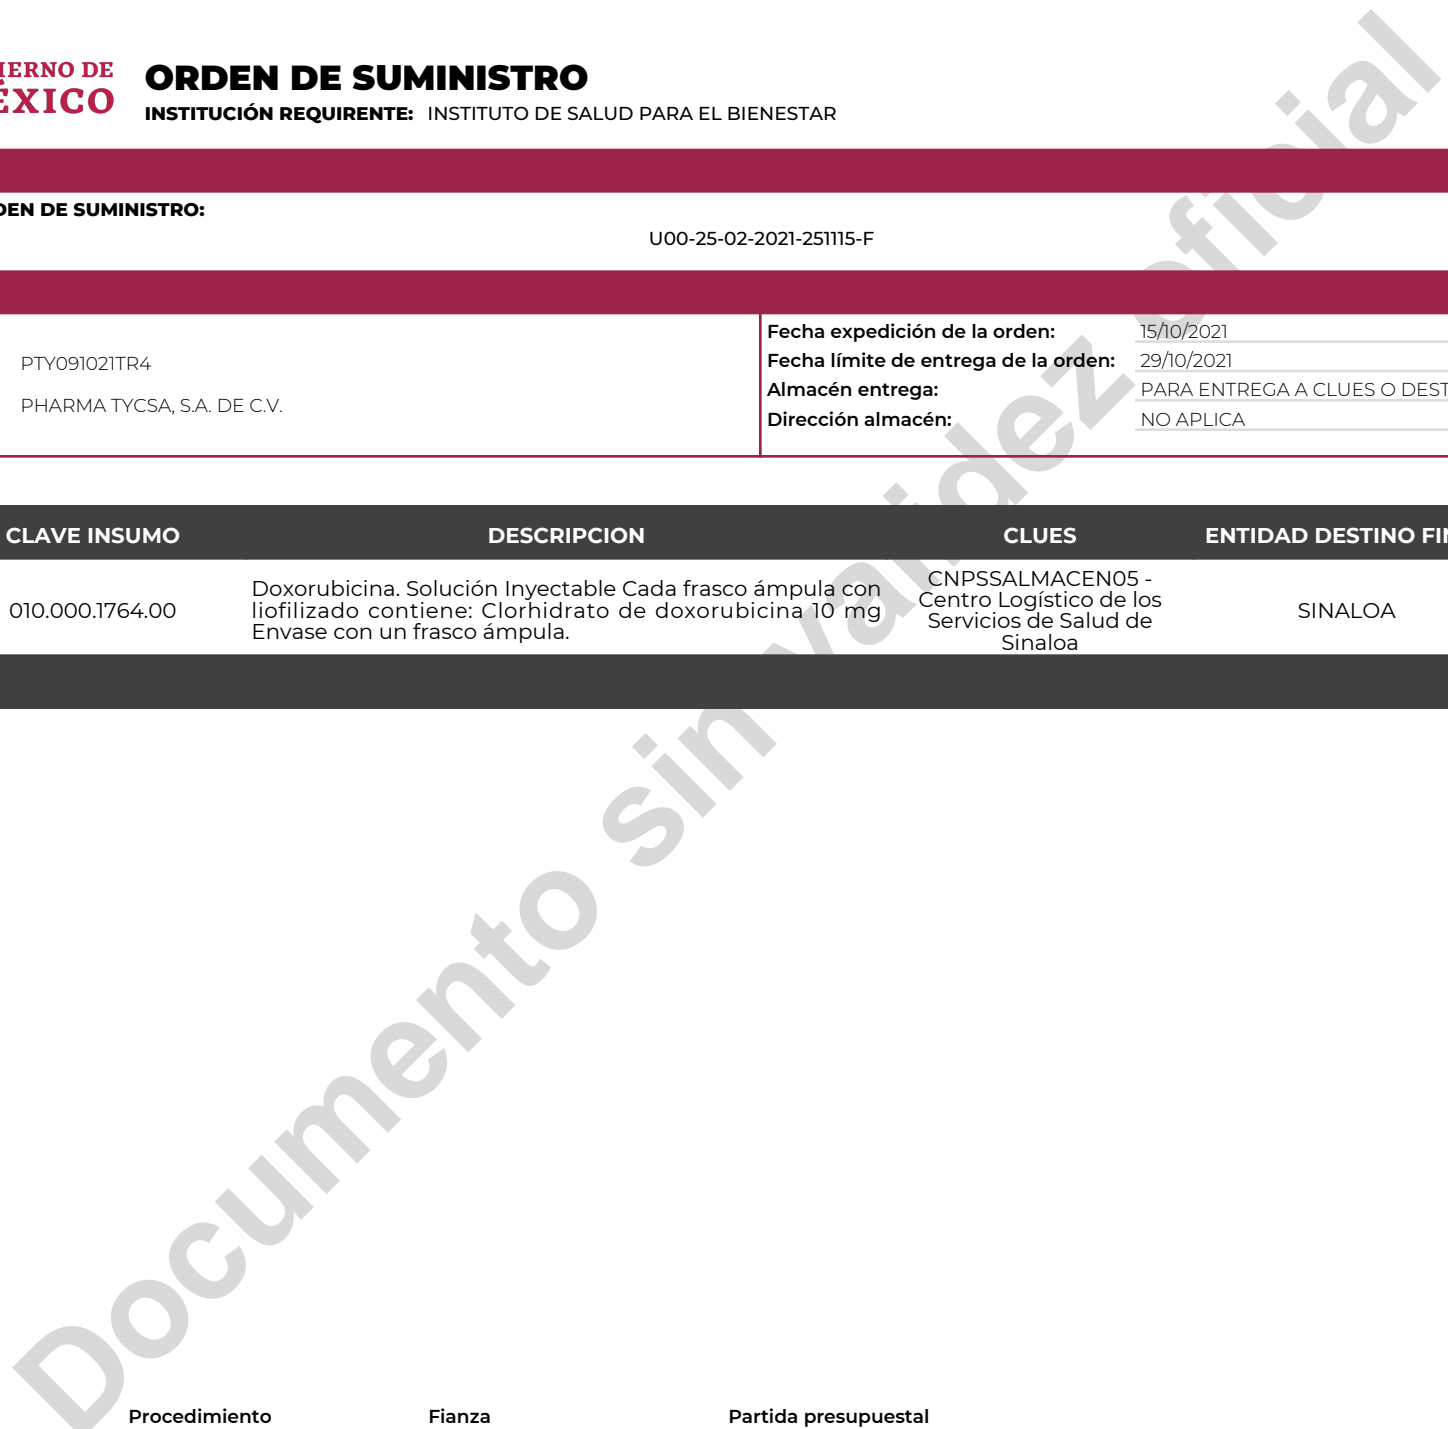 IERNO DE
ÉXICO
ORDEN DE SUMINISTRO
INSTITUCIÓN REQUIRENTE: INSTITUTO DE SALUD PARA EL BIENESTAR
DEN DE SUMINISTRO:
U00-25-02-2021-251115-F
PTY091021TR4
PHARMA TYCSA, S.A. DE C.V.
Fecha expedición de la orden: 15/10/2021
Fecha límite de entrega de la orden: 29/10/2021
Almacén entrega: PARA ENTREGA A CLUES O DEST
Dirección almacén: NO APLICA
CLAVE INSUMO DESCRIPCION CLUES ENTIDAD DESTINO FIN
010.000.1764.00
Doxorubicina. Solución Inyectable Cada frasco ámpula con
liofilizado contiene: Clorhidrato de doxorubicina 10 mg
Envase con un frasco ámpula.
CNPSSALMACEN05 -
Centro Logístico de los
Servicios de Salud de
Sinaloa
SINALOA
Documento sin validez oficial
Procedimiento Fianza Partida presupuestal